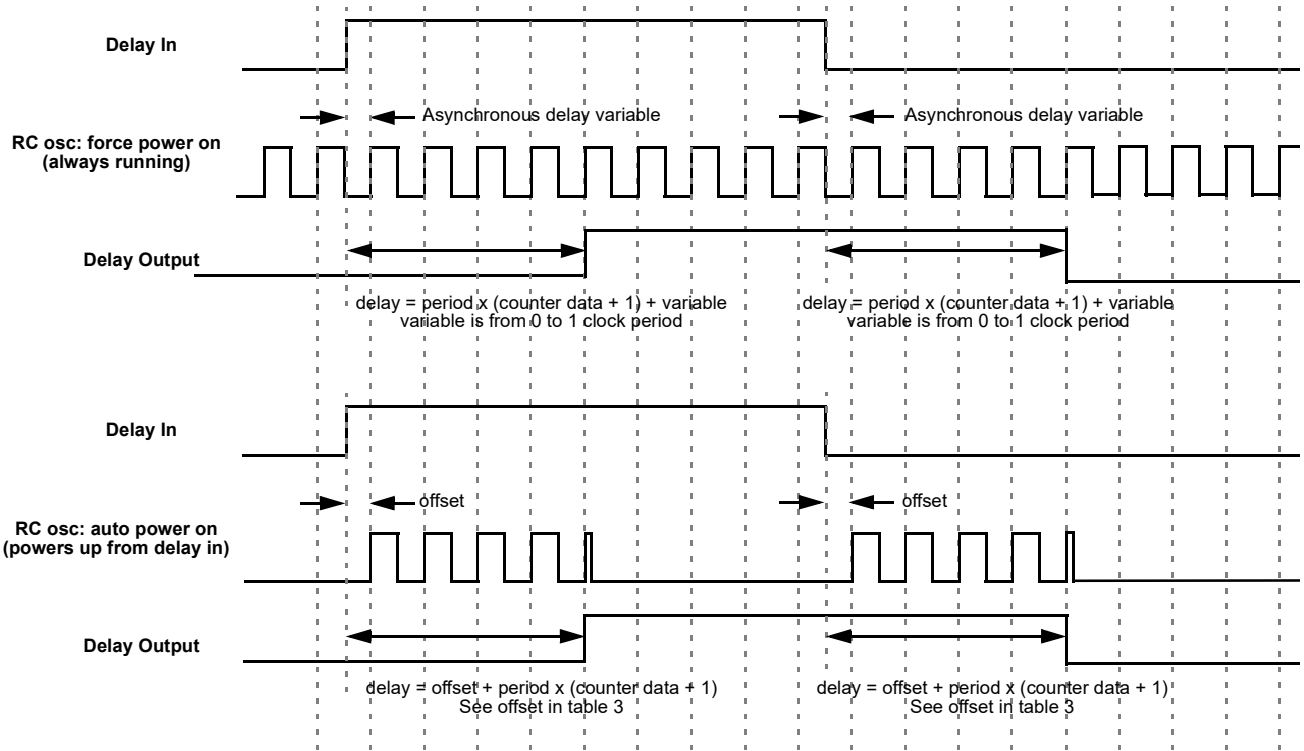 Delay In
Asynchronous delay variable
Asynchronous delay variable
RC osc: force power on
(always running)
Delay Output
delay = period x (counter data + 1) + variable
variable is from 0 to 1 clock period
delay = period x (counter data + 1) + variable
variable is from 0 to 1 clock period
Delay In
offset
offset
RC osc: auto power on
(powers up from delay in)
Delay Output
delay = offset + period x (counter data + 1)
See offset in table 3
delay = offset + period x (counter data + 1)
See offset in table 3